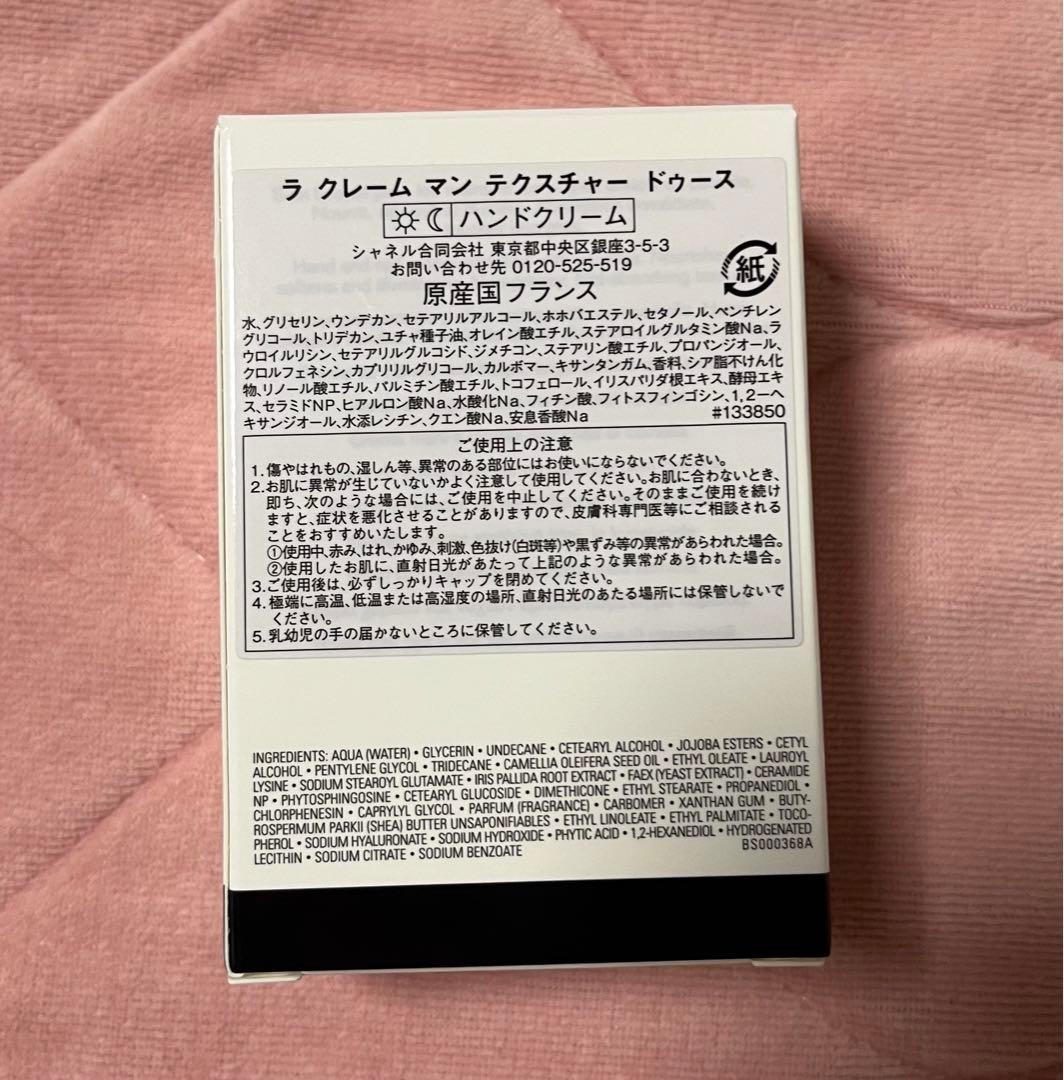 ラ クレーム マン テクスチャー ドゥース
ハンドクリーム
シャネル合同会社 東京都中央区銀座3-5-3
お問い合わせ先 0120-525-519
紙
原産国フランス
水、グリセリン、ウンデカン、セテアリルアルコール、ホホバエステル、セタノール、ペンチレン
グリコール、トリデカン、ユチャ種子油、オレイン酸エチル、ステアロイルグルタミン酸Na、ラ
ウロイルリシン、セテアリルグルコシド、ジメチコン、ステアリン酸エチル、プロパンジオール、
クロルフェネシン、カプリリルグリコール、カルボマー、キサンタンガム、香料、シア脂不けん化
物、リノール酸エチル、パルミチン酸エチル、トコフェロール、イリスパリダ根エキス、酵母エキ
ス、セラミドNP、ヒアルロン酸Na、水酸化Na、フィチン酸、フィトスフィンゴシン、1,2-ヘ
キサンジオール、水添レシチン、クエン酸Na、安息香酸Na #133850
ご使用上の注意
1. 傷やはれもの、湿しん等、異常のある部位にはお使いにならないでください。
2. お肌に異常が生じていないかよく注意して使用してください。お肌に合わないとき、
即ち、次のような場合には、ご使用を中止してください。そのままご使用を続け
ますと、症状を悪化させることがありますので、皮膚科専門医等にご相談される
ことをおすすめいたします。
①使用中、赤み、はれ、かゆみ、刺激、色抜け(白斑等)や黒ずみ等の異常があらわれた場合。
②使用したお肌に、直射日光があたって上記のような異常があらわれた場合。
3. ご使用後は、必ずしっかりキャップを閉めてください。
4. 極端に高温、低温または高湿度の場所、直射日光のあたる場所には保管しないで
ください。
5. 乳幼児の手の届かないところに保管してください。
INGREDIENTS: AQUA (WATER) • GLYCERIN • UNDECANE • CETEARYL ALCOHOL • JOJOBA ESTERS • CETYL
ALCOHOL • PENTYLENE GLYCOL • TRIDECANE • CAMELLIA OLEIFERA SEED OIL • ETHYL OLEATE • LAUROYL
LYSINE • SODIUM STEAROYL GLUTAMATE • IRIS PALLIDA ROOT EXTRACT • FAEX (YEAST EXTRACT) • CERAMIDE
NP • PHYTOSPHINGOSINE • CETEARYL GLUCOSIDE • DIMETHICONE • ETHYL STEARATE • PROPANEDIOL •
CHLORPHENESIN • CAPRYLYL GLYCOL • PARFUM (FRAGRANCE) • CARBOMER • XANTHAN GUM • BUTY-
ROSPERMUM PARKII (SHEA) BUTTER UNSAPONIFIABLES • ETHYL LINOLEATE • ETHYL PALMITATE • TOCO-
PHEROL • SODIUM HYALURONATE • SODIUM HYDROXIDE • PHYTIC ACID • 1,2-HEXANEDIOL • HYDROGENATED
LECITHIN • SODIUM CITRATE • SODIUM BENZOATE BS000368A